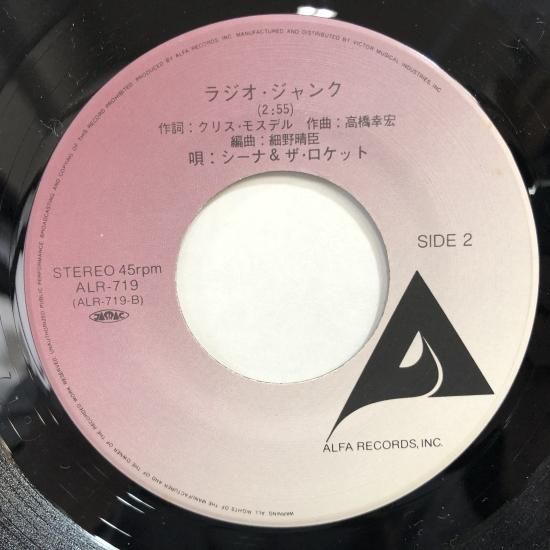 ラジオ・ジャンク
(2:55)
作詞：クリス・モスデル 作曲：高橋幸宏
編曲：細野晴臣
唄：シーナ＆ザ・ロケット
SIDE 2
STEREO 45rpm
ALR-719
(ALR-719-B)
JASRAC
ALFA RECORDS, INC.
WARNING: ALL RIGHTS OF THE MANUFACTURER AND OF THE OWNER OF THE RECORDED WORK RESERVED. UNAUTHORIZED PUBLIC PERFORMANCE, BROADCASTING AND COPYING OF THIS RECORD PROHIBITED. PRODUCED BY ALFA RECORDS, INC. MANUFACTURED AND DISTRIBUTED BY VICTOR MUSICAL INDUSTRIES, INC.